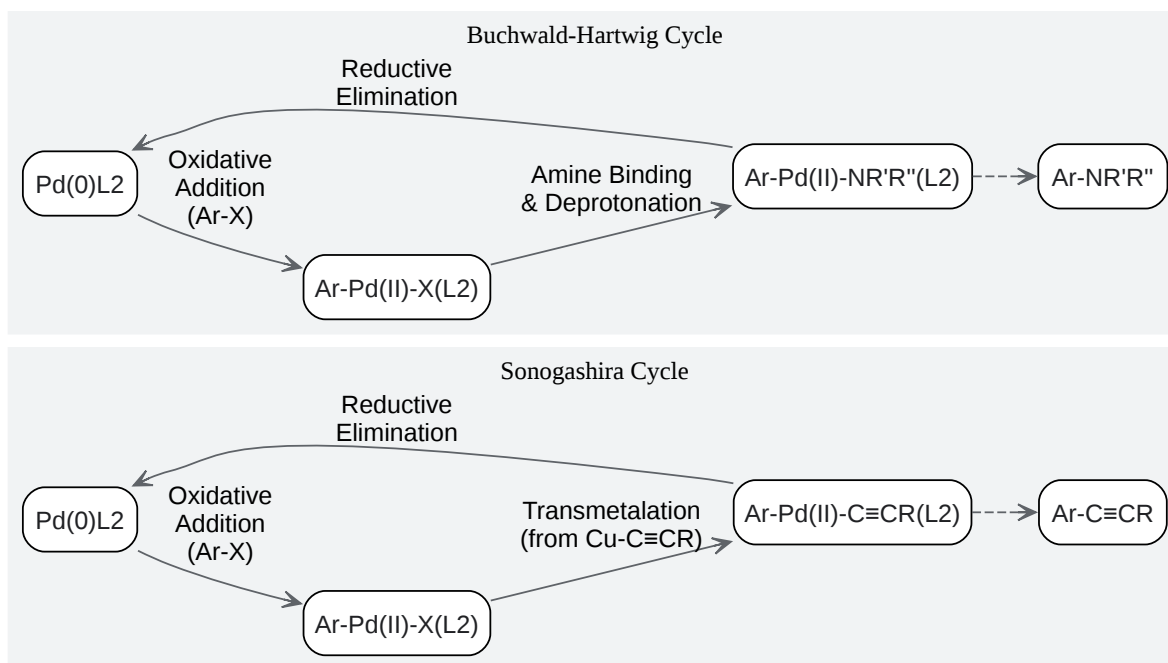 Buchwald-Hartwig Cycle
Reductive
Elimination
Pd(0)L2
Oxidative
Addition
(Ar-X)
Ar-Pd(II)-X(L2)
Amine Binding
& Deprotonation
Ar-Pd(II)-NR'R"(L2)
Ar-NR'R"
Sonogashira Cycle
Reductive
Elimination
Pd(0)L2
Oxidative
Addition
(Ar-X)
Ar-Pd(II)-X(L2)
Transmetalation
(from Cu-C≡CR)
Ar-Pd(II)-C≡CR(L2)
Ar-C≡CR